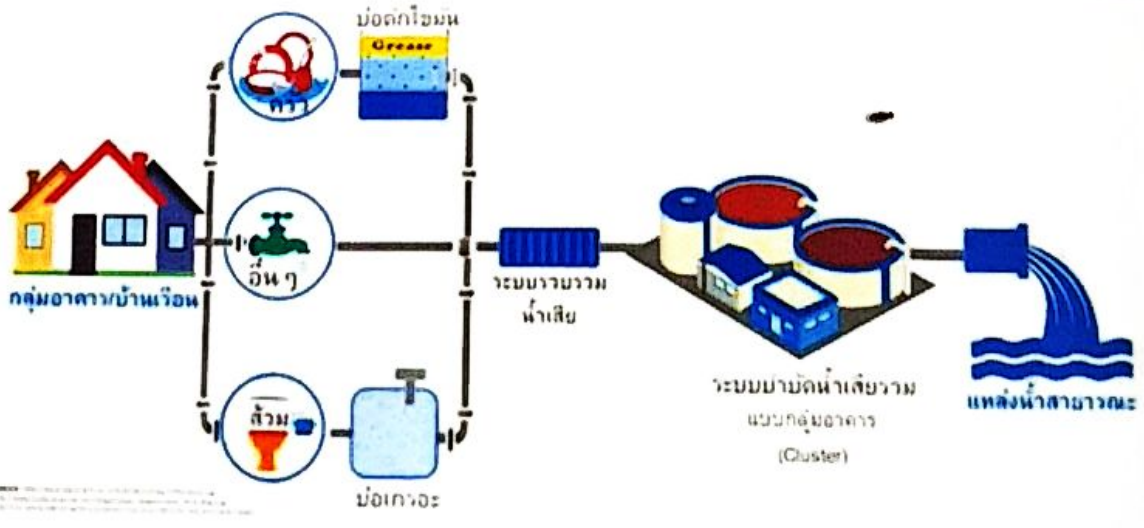 บ่อดักไขมัน
Grease
ครัว
อื่น ๆ
กลุ่มอาคาร/บ้านเรือน
ระบบรวบรวม
น้ำเสีย
ส้วม
บ่อเกรอะ
ระบบบำบัดน้ำเสียรวม
แบบกลุ่มอาคาร
(Cluster)
แหล่งน้ำสาธารณะ